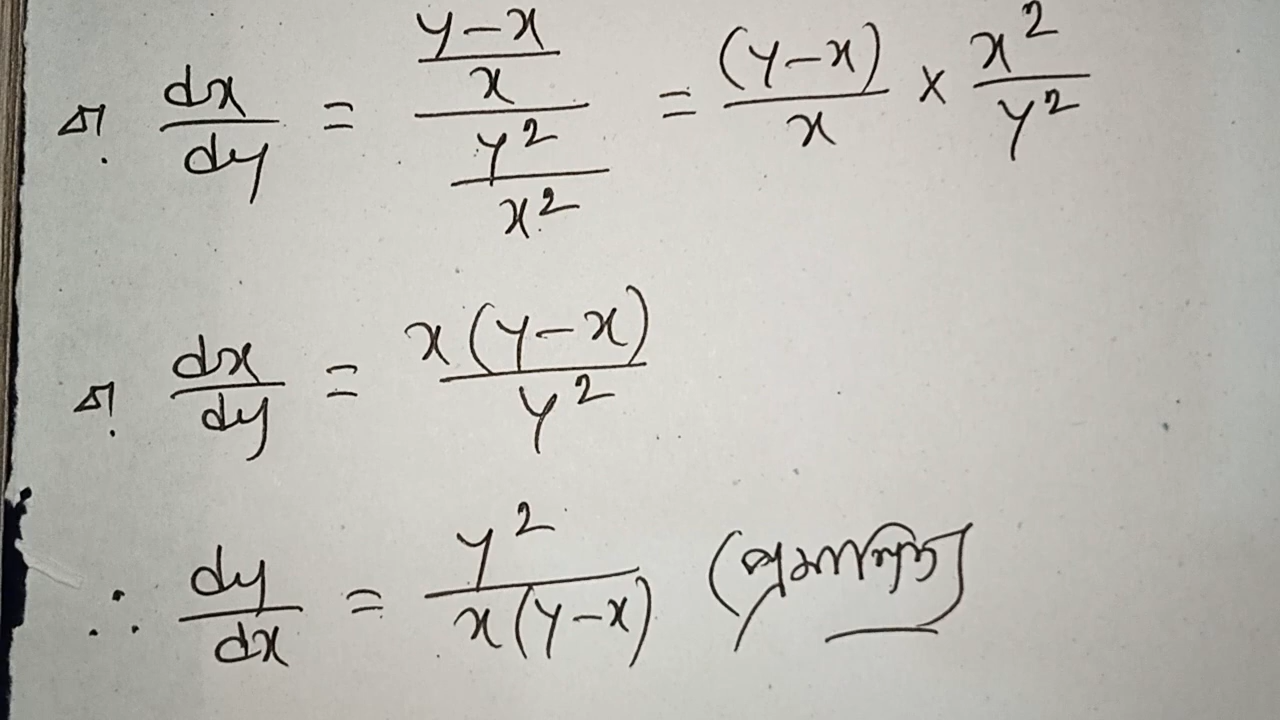 বা, dx/dy = ((y-x)/x)/(y²/x²) = (y-x)/x × x²/y²
বা, dx/dy = x(y-x)/y²
∴ dy/dx = y²/x(y-x) (প্রমাণিত)